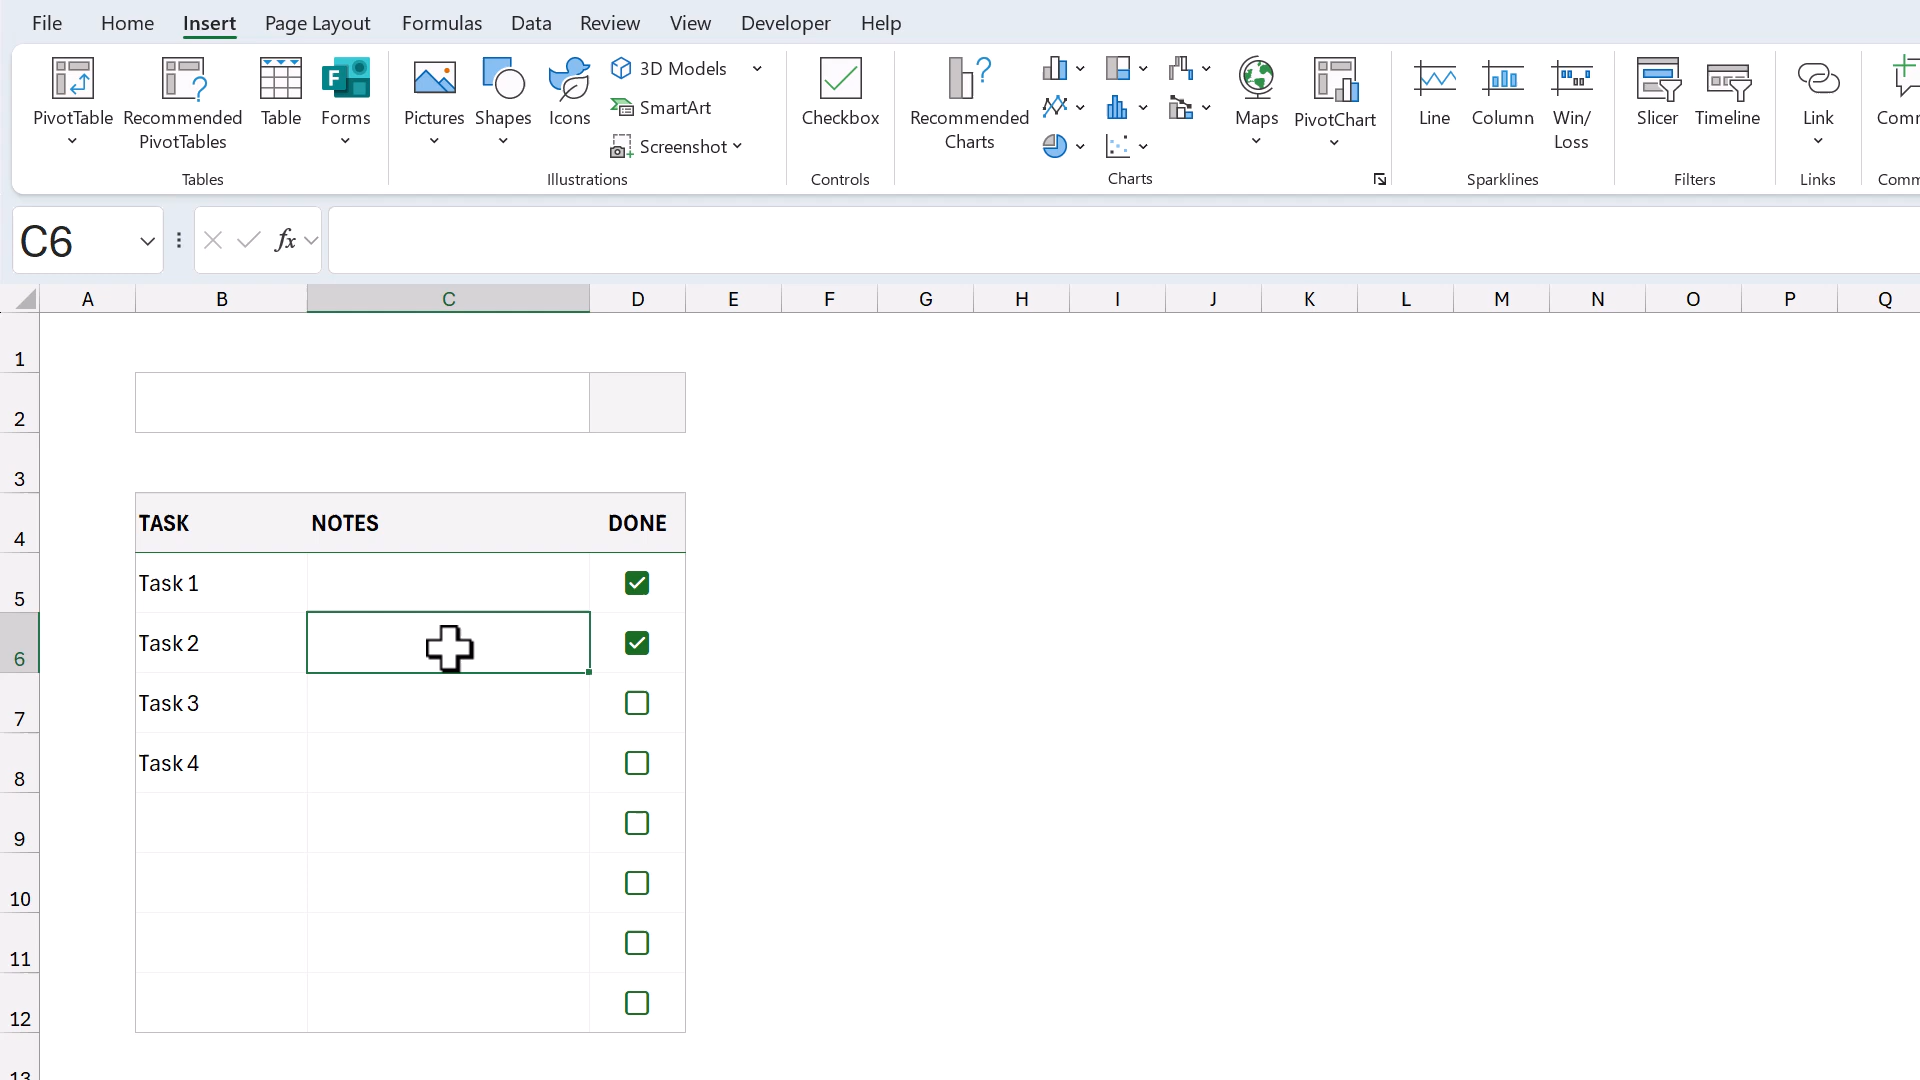 File Home Insert Page Layout Formulas Data Review View Developer Help
PivotTable
Recommended
PivotTables
Table
Forms
Tables
Pictures
Shapes
Icons
3D Models
SmartArt
Screenshot
Illustrations
Checkbox
Controls
Recommended
Charts
Maps
PivotChart
Charts
Line
Column
Win/
Loss
Sparklines
Slicer
Timeline
Filters
Link
Links
Comm
Comm
C6
fx
A B C D E F G H I J K L M N O P Q
1
2
3
4 TASK NOTES DONE
5 Task 1
6 Task 2
7 Task 3
8 Task 4
9
10
11
12
13